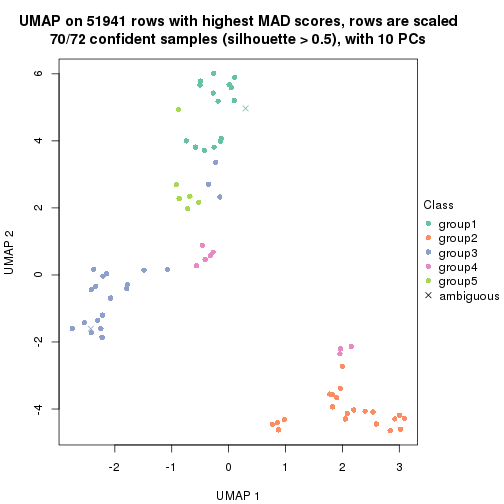 UMAP on 51941 rows with highest MAD scores, rows are scaled
70/72 confident samples (silhouette > 0.5), with 10 PCs
6
4
2
0
-2
-4
UMAP 2
-2
-1
0
1
2
3
UMAP 1
Class
group1
group2
group3
group4
group5
ambiguous